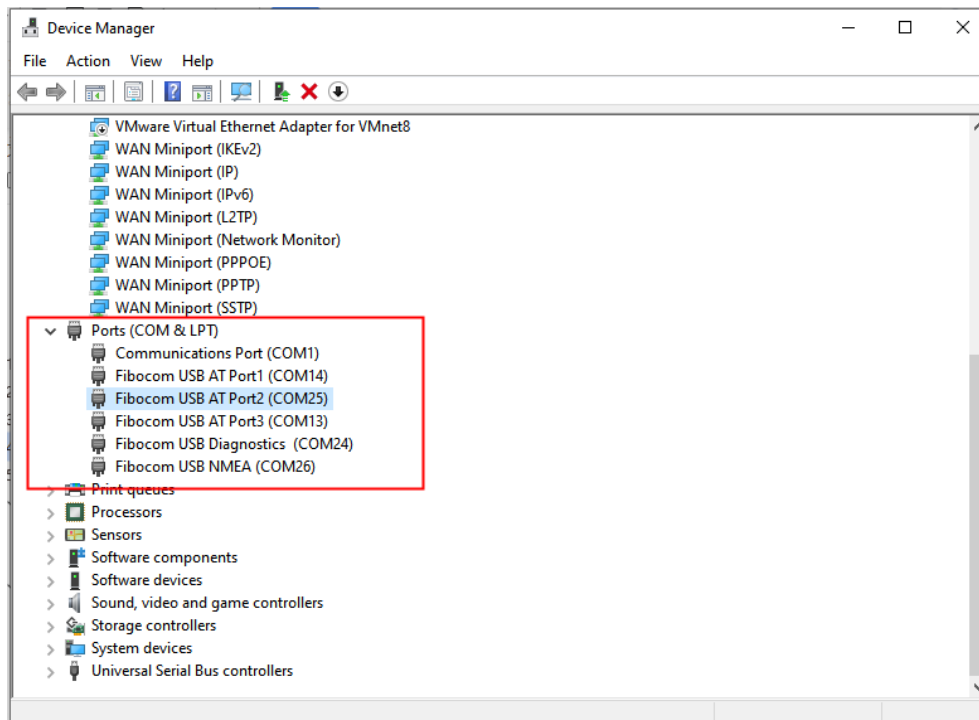 Device Manager
File Action View Help
VMware Virtual Ethernet Adapter for VMnet8
WAN Miniport (IKEv2)
WAN Miniport (IP)
WAN Miniport (IPv6)
WAN Miniport (L2TP)
WAN Miniport (Network Monitor)
WAN Miniport (PPPOE)
WAN Miniport (PPTP)
WAN Miniport (SSTP)
Ports (COM & LPT)
Communications Port (COM1)
Fibocom USB AT Port1 (COM14)
Fibocom USB AT Port2 (COM25)
Fibocom USB AT Port3 (COM13)
Fibocom USB Diagnostics (COM24)
Fibocom USB NMEA (COM26)
Print queues
Processors
Sensors
Software components
Software devices
Sound, video and game controllers
Storage controllers
System devices
Universal Serial Bus controllers